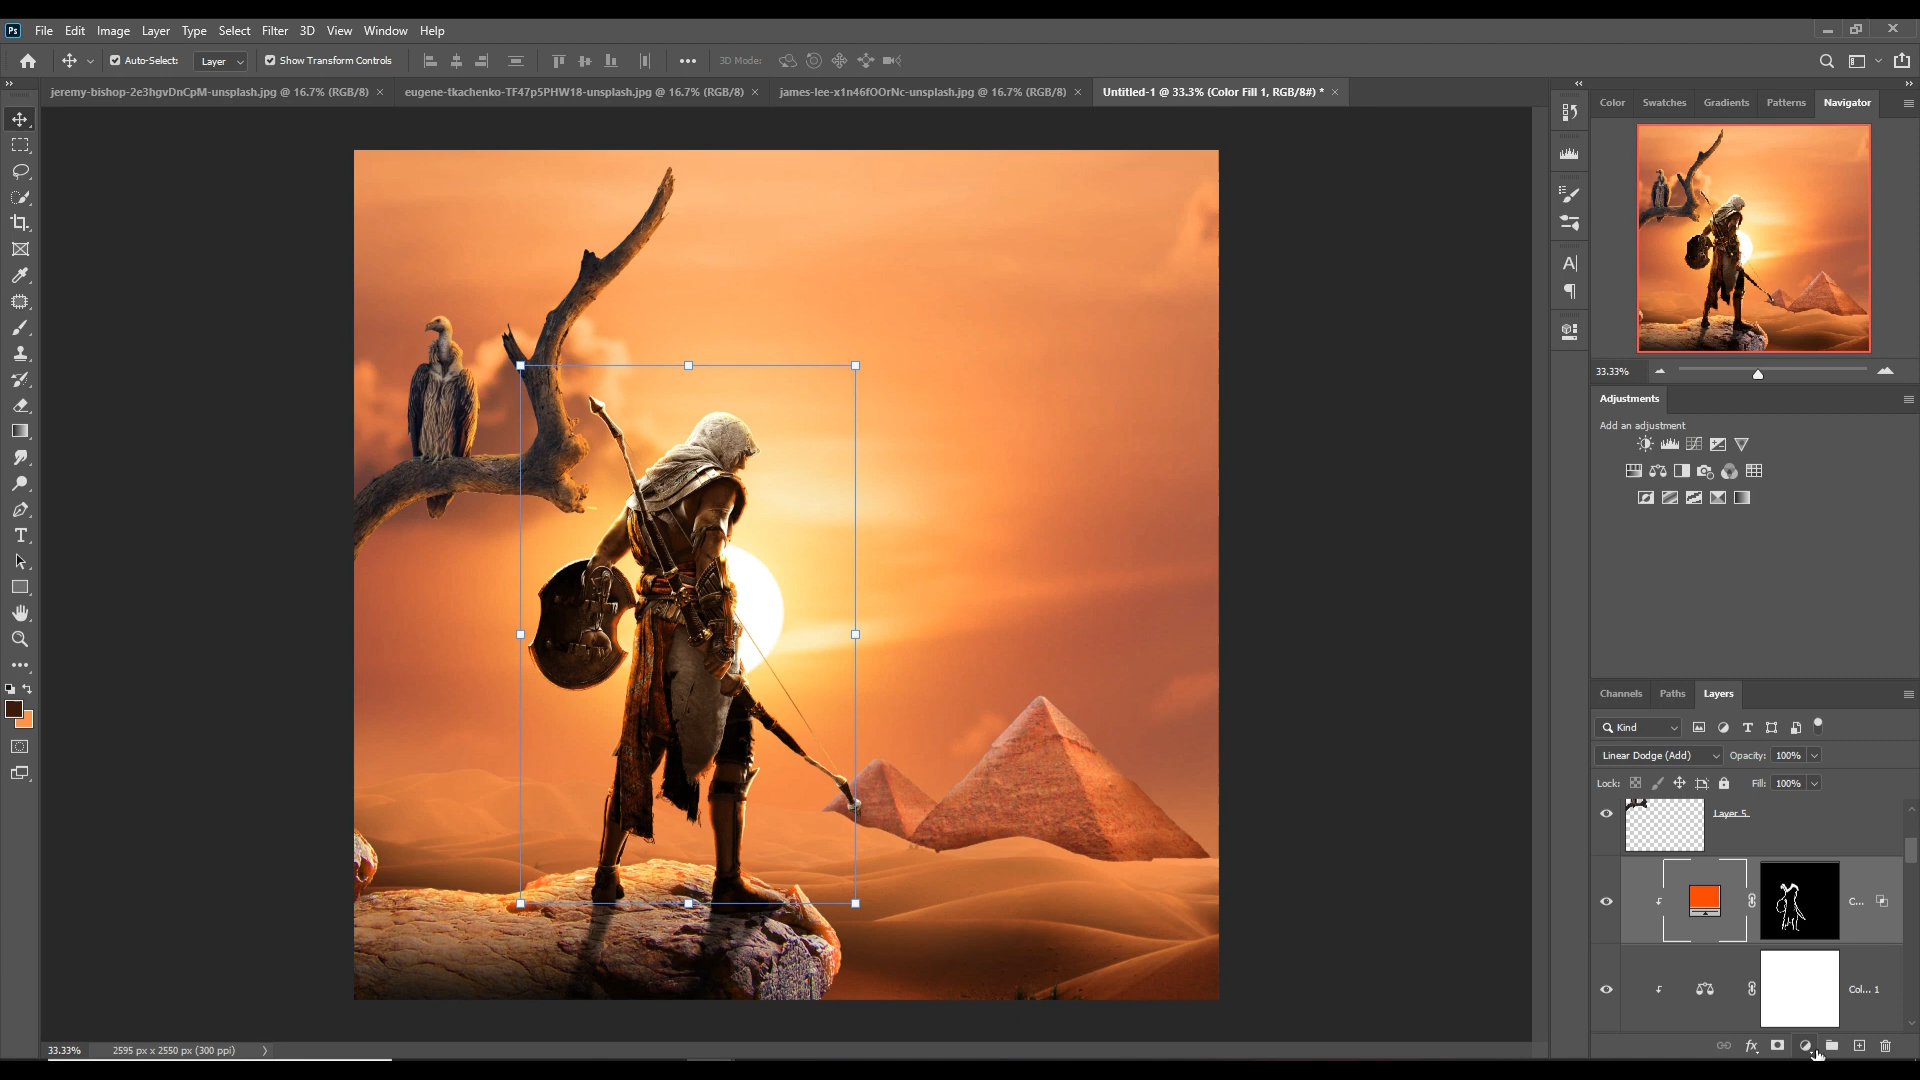 Ps File Edit Image Layer Type Select Filter 3D View Window Help
Auto-Select: Layer Show Transform Controls 3D Mode:
jeremy-bishop-2e3hgvDnCpM-unsplash.jpg @ 16.7% (RGB/8) eugene-tkachenko-TF47p5PHW18-unsplash.jpg @ 16.7% (RGB/8) james-lee-x1n46fOOrNc-unsplash.jpg @ 16.7% (RGB/8) Untitled-1 @ 33.3% (Color Fill 1, RGB/8#) *
Color Swatches Gradients Patterns Navigator
33.33%
Adjustments
Add an adjustment
Channels Paths Layers
Kind
Linear Dodge (Add) Opacity: 100%
Lock: Fill: 100%
Layer 5
C...
Col... 1
33.33% 2595 px x 2550 px (300 ppi)